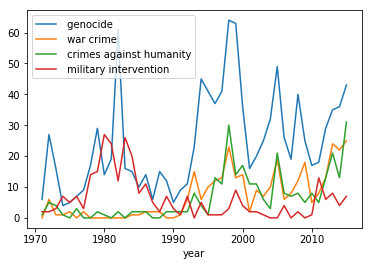 genocide
war crime
crimes against humanity
military intervention
60
50
40
30
20
10
0
1970 1980 1990 2000 2010
year